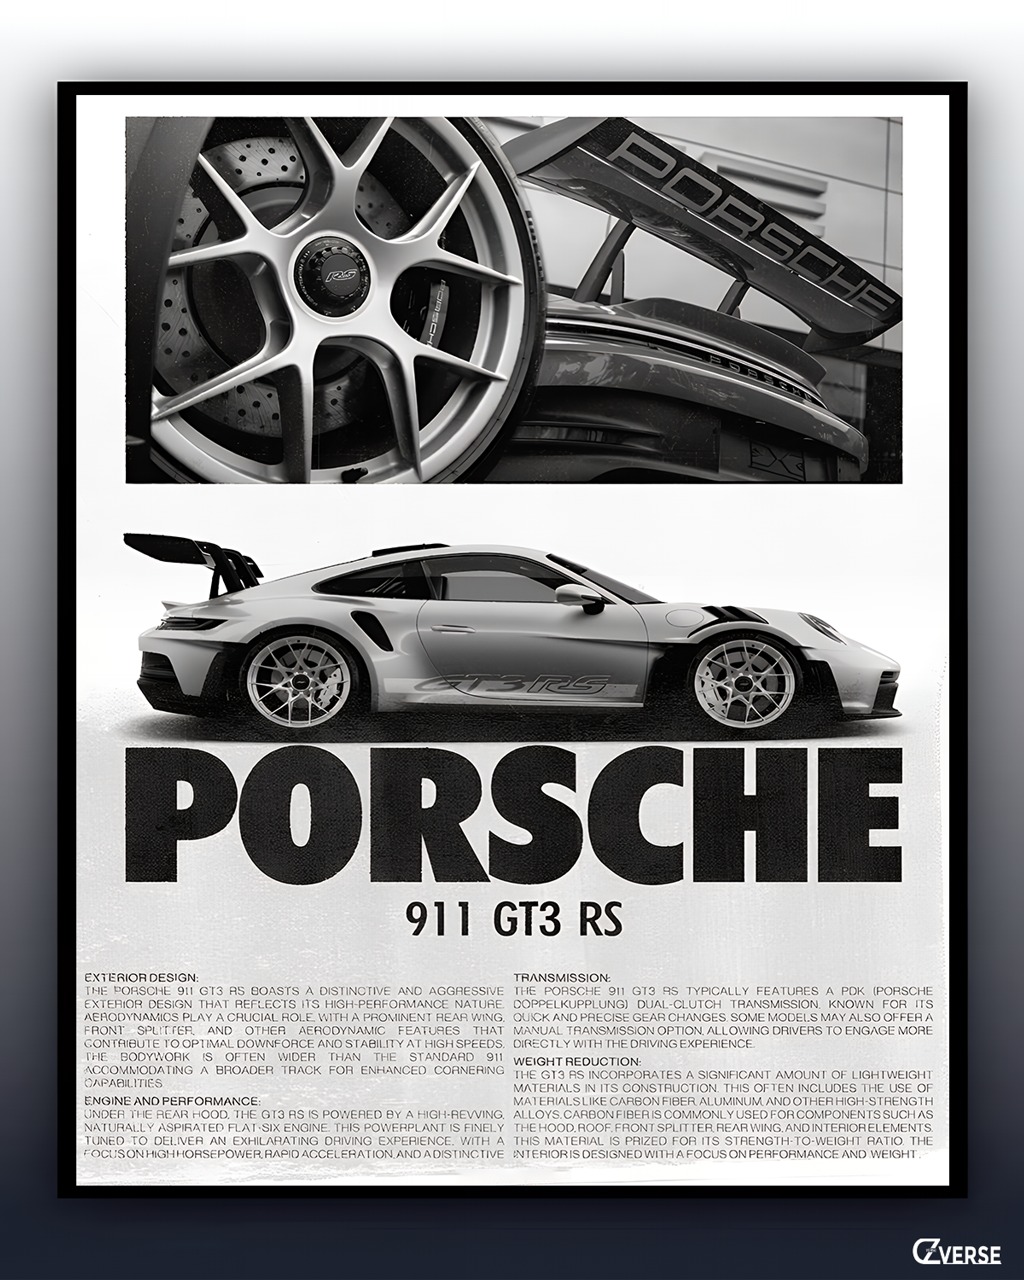 RS
PORSCHE
PORSCHE
PORSCHE
GT3 RS
PORSCHE
911 GT3 RS
EXTERIOR DESIGN:
THE PORSCHE 911 GT3 RS BOASTS A DISTINCTIVE AND AGGRESSIVE
EXTERIOR DESIGN THAT REFLECTS ITS HIGH-PERFORMANCE NATURE.
AERODYNAMICS PLAY A CRUCIAL ROLE, WITH A PROMINENT REAR WING,
FRONT SPLITTER, AND OTHER AERODYNAMIC FEATURES THAT
CONTRIBUTE TO OPTIMAL DOWNFORCE AND STABILITY AT HIGH SPEEDS.
THE BODYWORK IS OFTEN WIDER THAN THE STANDARD 911
ACCOMMODATING A BROADER TRACK FOR ENHANCED CORNERING
CAPABILITIES.
ENGINE AND PERFORMANCE:
UNDER THE REAR HOOD, THE GT3 RS IS POWERED BY A HIGH-REVVING,
NATURALLY ASPIRATED FLAT-SIX ENGINE. THIS POWERPLANT IS FINELY
TUNED TO DELIVER AN EXHILARATING DRIVING EXPERIENCE, WITH A
FOCUS ON HIGH HORSEPOWER, RAPID ACCELERATION, AND A DISTINCTIVE
TRANSMISSION:
THE PORSCHE 911 GT3 RS TYPICALLY FEATURES A PDK (PORSCHE
DOPPELKUPPLUNG) DUAL-CLUTCH TRANSMISSION, KNOWN FOR ITS
QUICK AND PRECISE GEAR CHANGES. SOME MODELS MAY ALSO OFFER A
MANUAL TRANSMISSION OPTION, ALLOWING DRIVERS TO ENGAGE MORE
DIRECTLY WITH THE DRIVING EXPERIENCE.
WEIGHT REDUCTION:
THE GT3 RS INCORPORATES A SIGNIFICANT AMOUNT OF LIGHTWEIGHT
MATERIALS IN ITS CONSTRUCTION. THIS OFTEN INCLUDES THE USE OF
MATERIALS LIKE CARBON FIBER, ALUMINUM, AND OTHER HIGH-STRENGTH
ALLOYS. CARBON FIBER IS COMMONLY USED FOR COMPONENTS SUCH AS
THE HOOD, ROOF, FRONT SPLITTER, REAR WING, AND INTERIOR ELEMENTS.
THIS MATERIAL IS PRIZED FOR ITS STRENGTH-TO-WEIGHT RATIO. THE
INTERIOR IS DESIGNED WITH A FOCUS ON PERFORMANCE AND WEIGHT.
VERSE